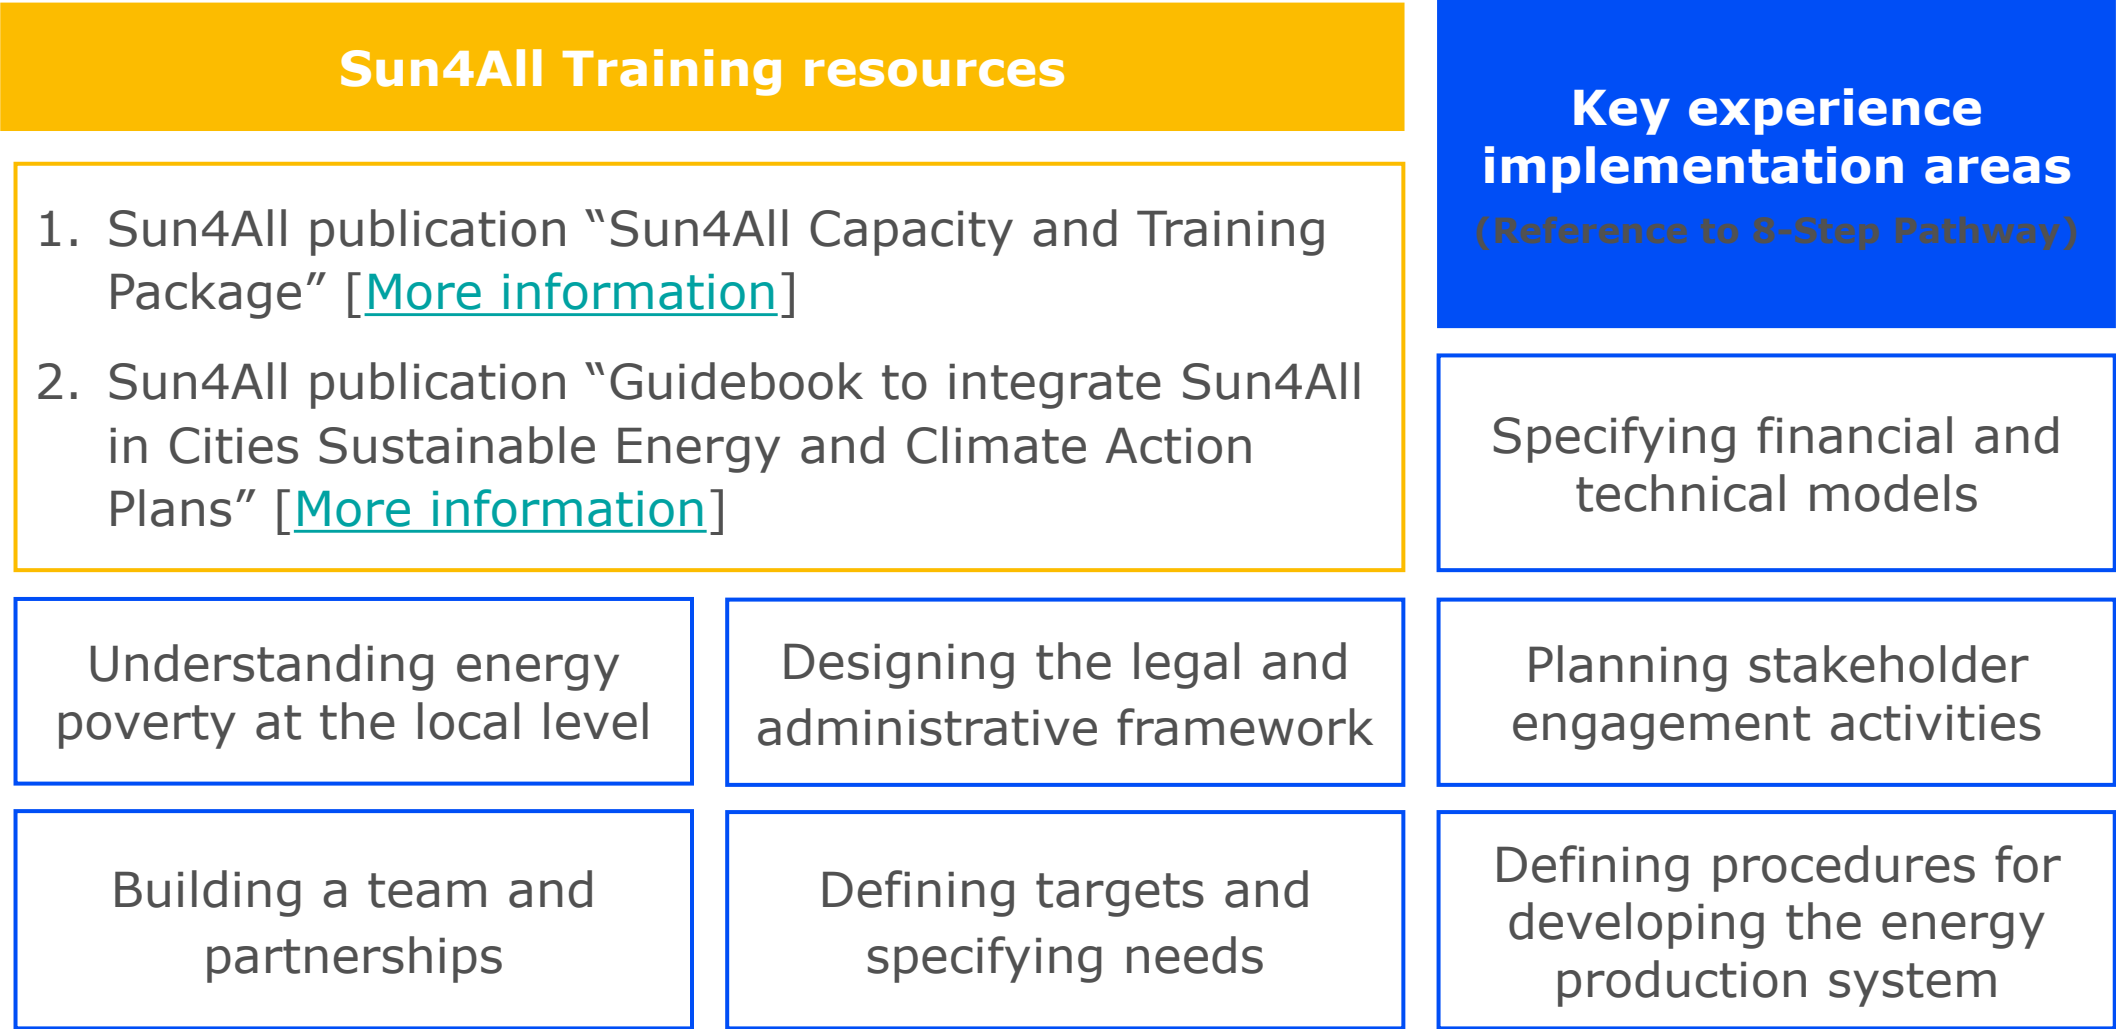 Sun4All Training resources
1. Sun4All publication “Sun4All Capacity and Training
Package” [More information]
2. Sun4All publication “Guidebook to integrate Sun4All
in Cities Sustainable Energy and Climate Action
Plans” [More information]
Key experience
implementation areas
(Reference to 8-Step Pathway)
Specifying financial and
technical models
Understanding energy
poverty at the local level
Designing the legal and
administrative framework
Planning stakeholder
engagement activities
Building a team and
partnerships
Defining targets and
specifying needs
Defining procedures for
developing the energy
production system